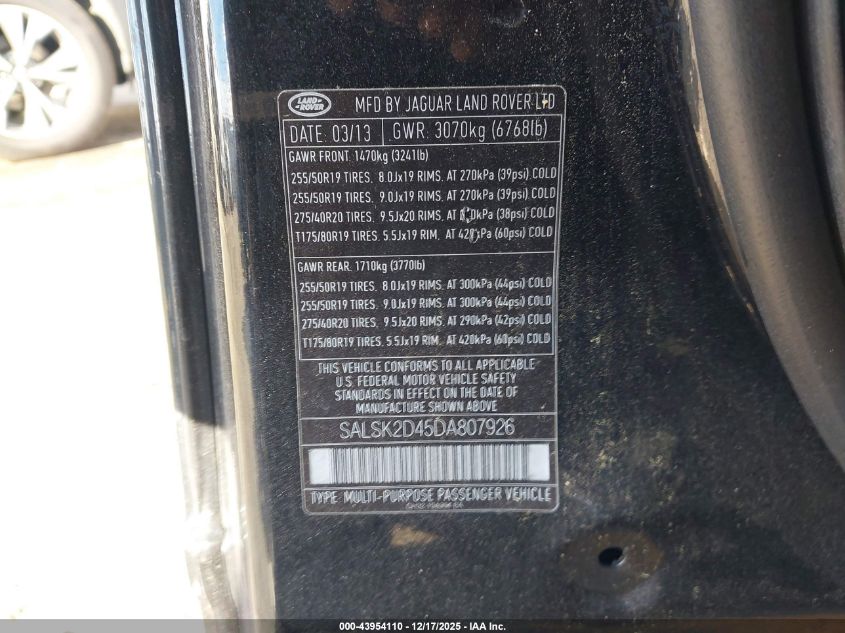 LAND
ROVER
MFD BY JAGUAR LAND ROVER LTD
DATE. 03/13 GWR. 3070kg (6768lb)
GAWR FRONT. 1470kg (3241lb)
255/50R19 TIRES. 8.0Jx19 RIMS. AT 270kPa (39psi) COLD
255/50R19 TIRES. 9.0Jx19 RIMS. AT 270kPa (39psi) COLD
275/40R20 TIRES. 9.5Jx20 RIMS. AT (38psi) COLD
T175/80R19 TIRES. 5.5Jx19 RIM. AT (60psi) COLD
GAWR REAR. 1710kg (3770lb)
255/50R19 TIRES. 8.0Jx19 RIMS. AT 300kPa (44psi) COLD
255/50R19 TIRES. 9.0Jx19 RIMS. AT 300kPa (44psi) COLD
275/40R20 TIRES. 9.5Jx20 RIMS. AT 290kPa (42psi) COLD
T175/80R19 TIRES. 5.5Jx19 RIM. AT 420kPa (60psi) COLD
THIS VEHICLE CONFORMS TO ALL APPLICABLE
U.S. FEDERAL MOTOR VEHICLE SAFETY
STANDARDS IN EFFECT ON THE DATE OF
MANUFACTURE SHOWN ABOVE
SALSK2D45DA807926
TYPE: MULTI-PURPOSE PASSENGER VEHICLE
000-43954110 - 12/17/2025 - IAA Inc.